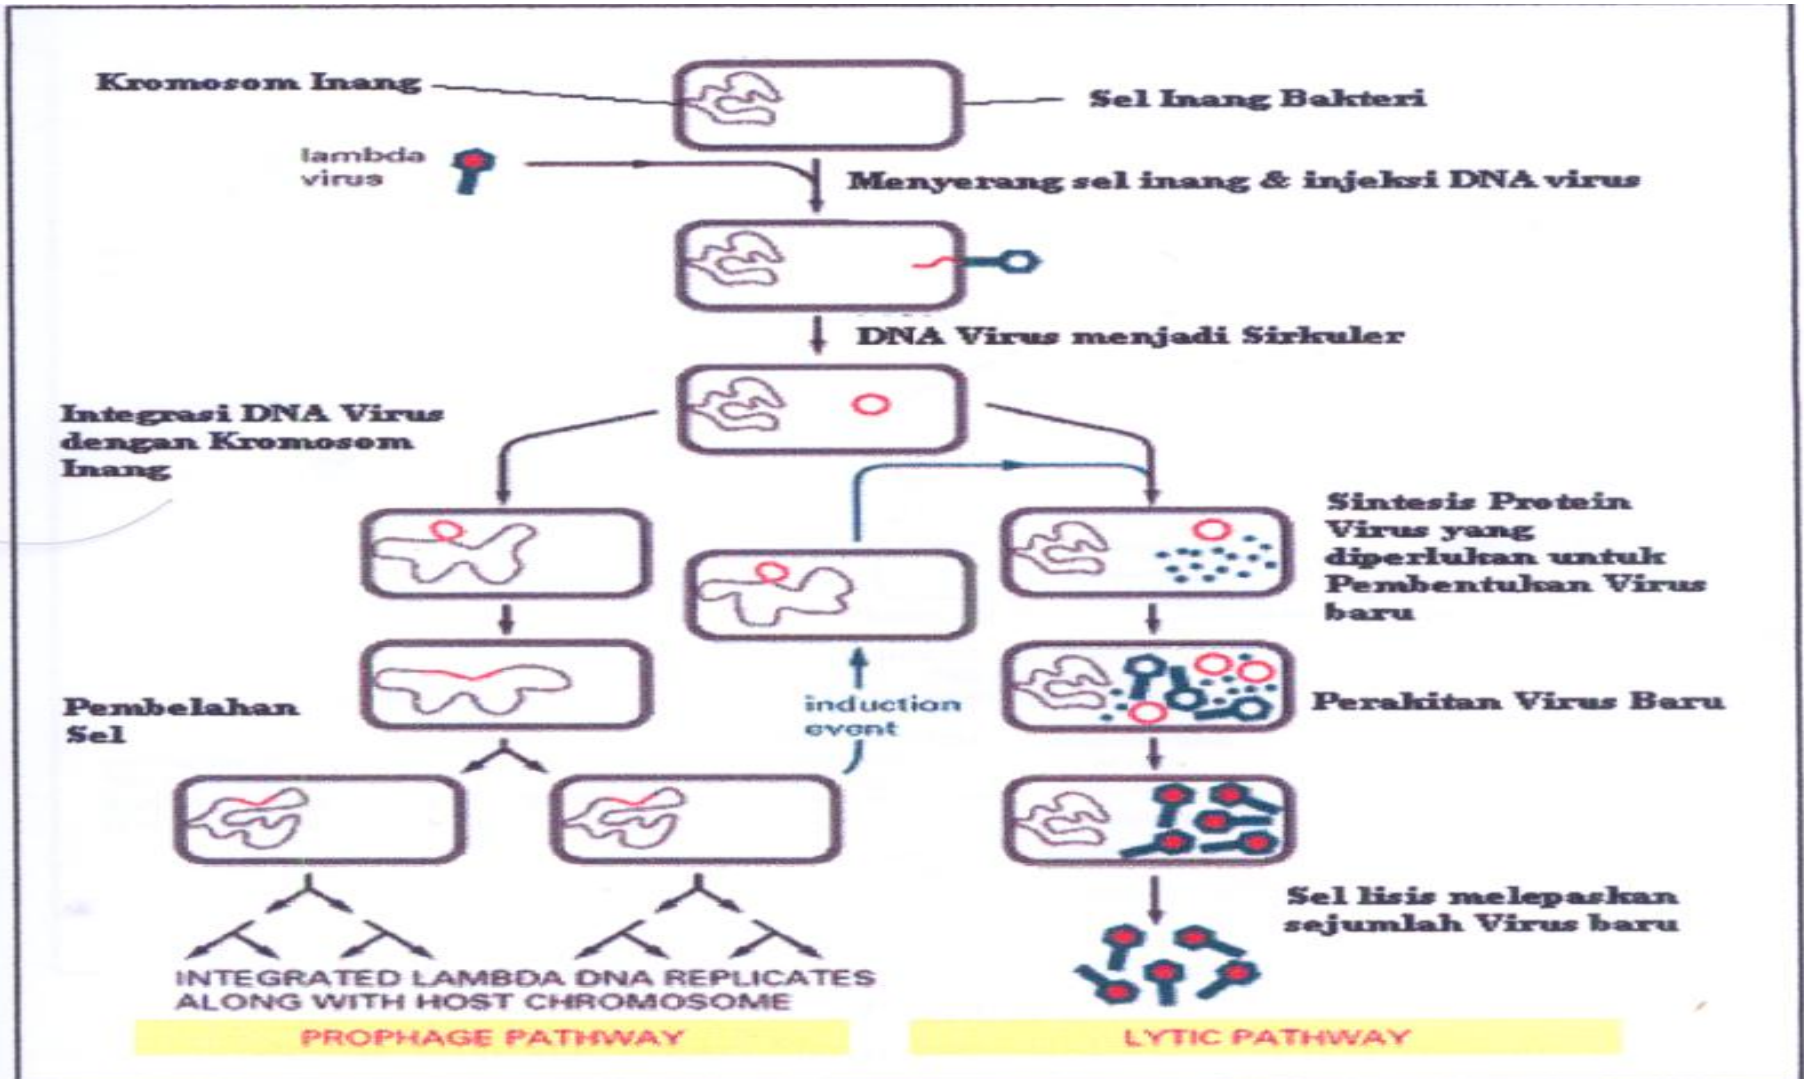 Kromosom Inang
Sel Inang Bakteri
lambda
virus
Menyerang sel inang & injeksi DNA virus
DNA Virus menjadi Sirkuler
Integrasi DNA Virus
dengan Kromosom
Inang
Sintesis Protein
Virus yang
diperlukan untuk
Pembentukan Virus
baru
Pembelahan
Sel
induction
event
Perakitan Virus Baru
Sel lisis melepaskan
sejumlah Virus baru
INTEGRATED LAMBDA DNA REPLICATES
ALONG WITH HOST CHROMOSOME
PROPHAGE PATHWAY
LYTIC PATHWAY